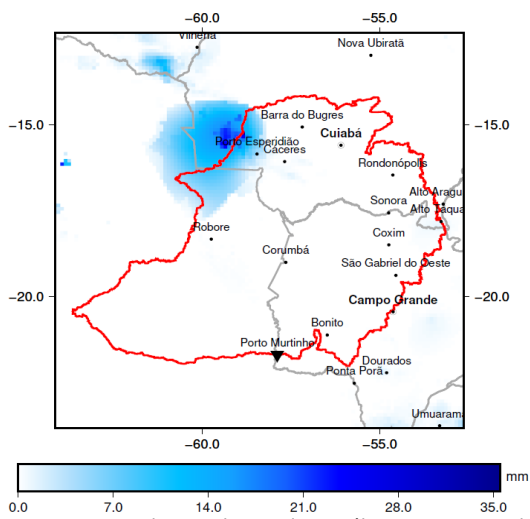 −60.0 −55.0
Vilhena
Nova Ubiratã
−15.0 −15.0
Barra do Bugres
Cuiabá
Porto Esperidião
Cáceres
Rondonópolis
Alto Aragu
Sonora
Alto Taqua
Robore
Coxim
Corumbá
São Gabriel do Oeste
−20.0 −20.0
Campo Grande
Bonito
Porto Murtinho
Dourados
Ponta Porã
Umuarama
−60.0 −55.0
mm
0.0 7.0 14.0 21.0 28.0 35.0